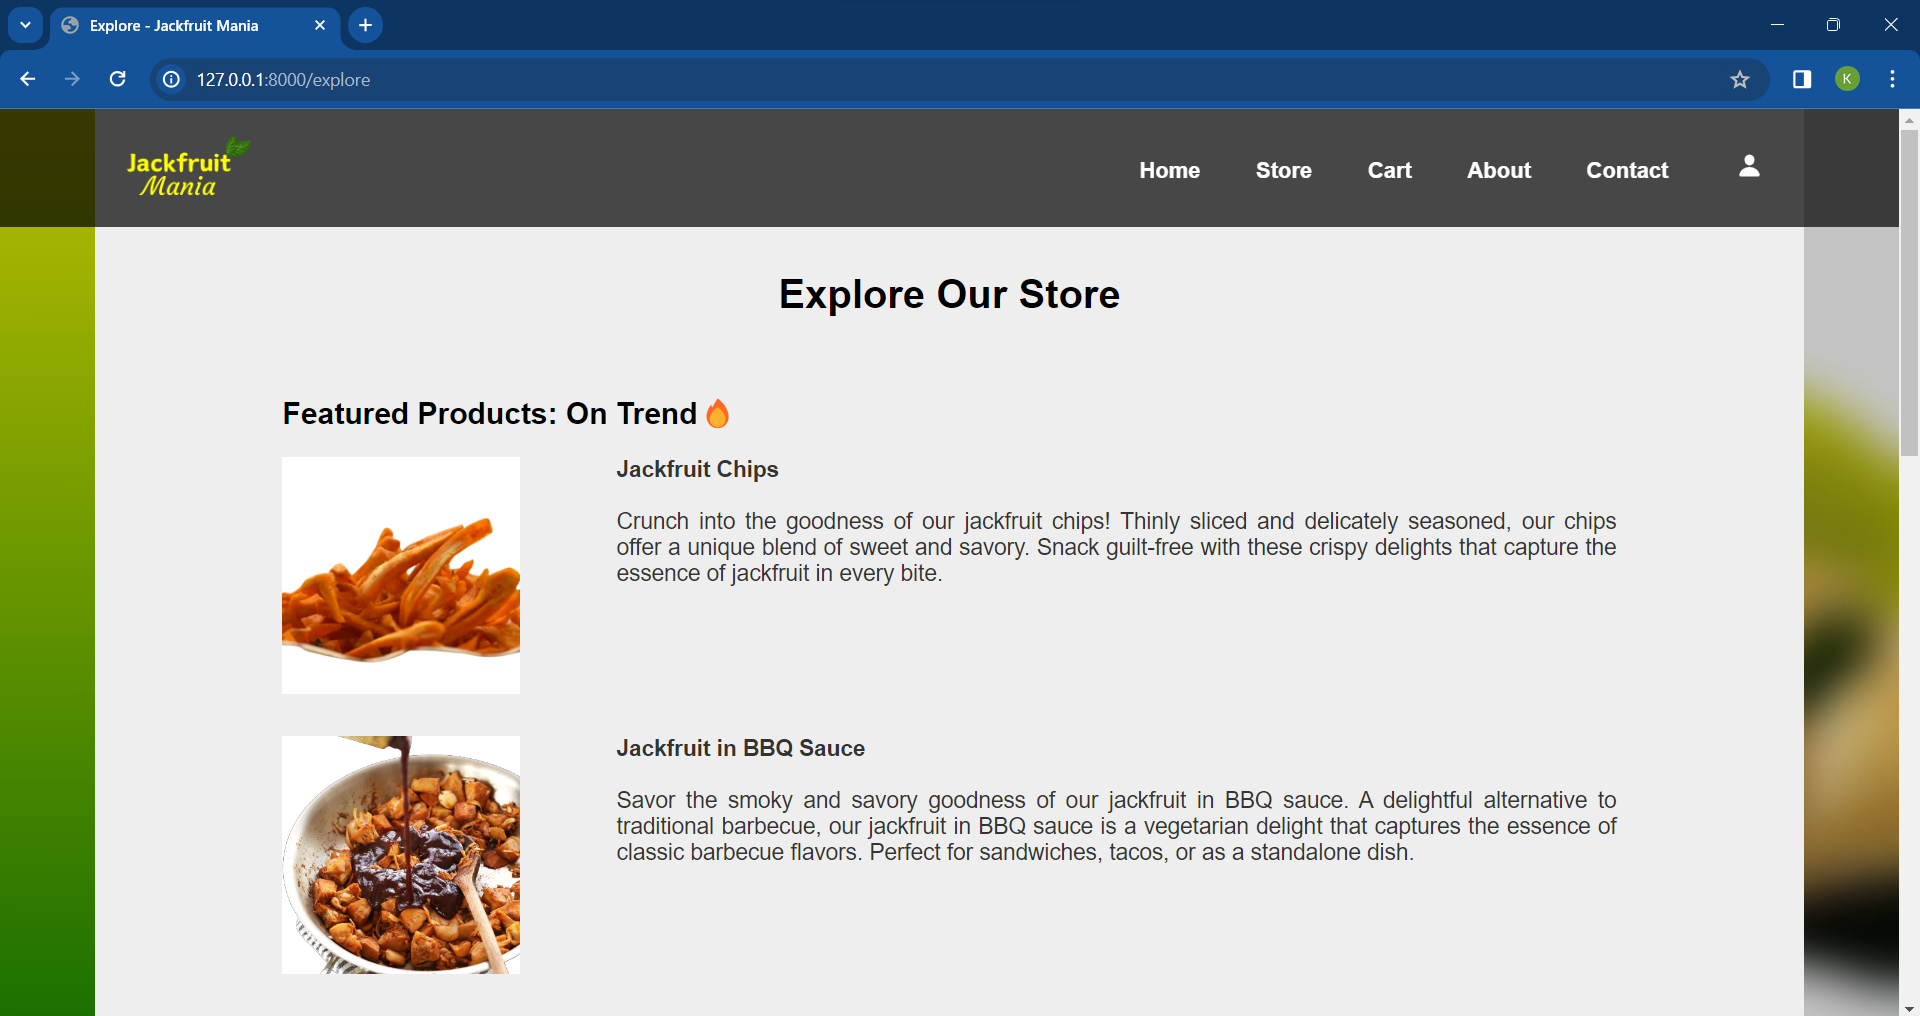 Explore - Jackfruit Mania
127.0.0.1:8000/explore
K
Jackfruit
Mania
Home Store Cart About Contact
Explore Our Store
Featured Products: On Trend🔥
Jackfruit Chips
Crunch into the goodness of our jackfruit chips! Thinly sliced and delicately seasoned, our chips
offer a unique blend of sweet and savory. Snack guilt-free with these crispy delights that capture the
essence of jackfruit in every bite.
Jackfruit in BBQ Sauce
Savor the smoky and savory goodness of our jackfruit in BBQ sauce. A delightful alternative to
traditional barbecue, our jackfruit in BBQ sauce is a vegetarian delight that captures the essence of
classic barbecue flavors. Perfect for sandwiches, tacos, or as a standalone dish.